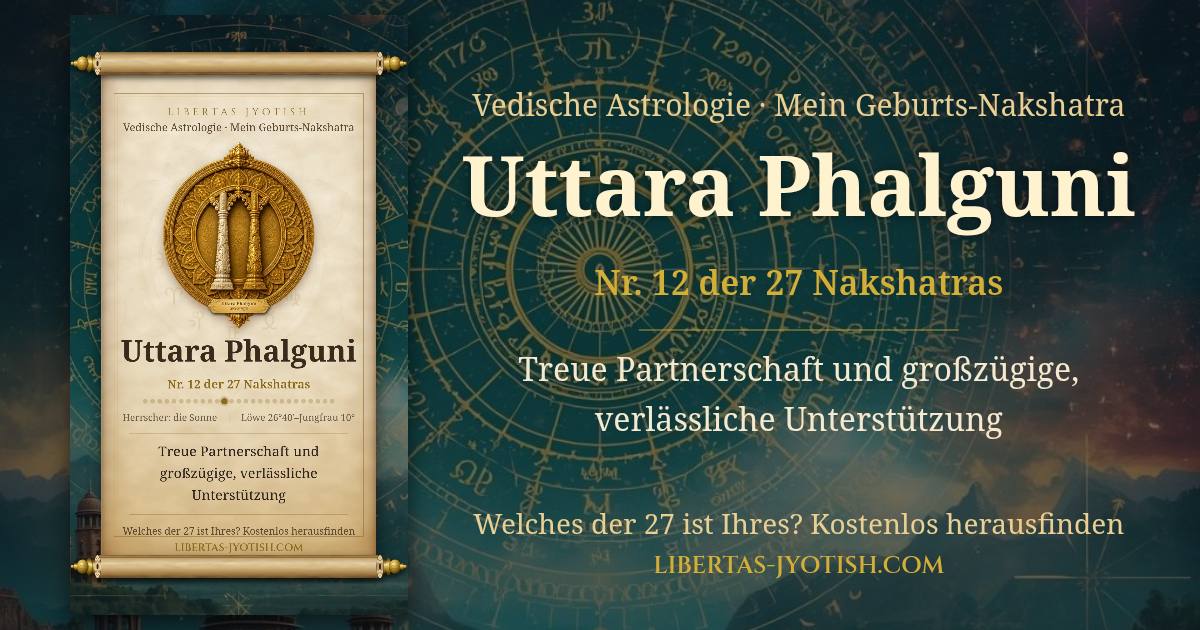 LIBERTAS JYOTISH
Vedische Astrologie · Mein Geburts-Nakshatra
Uttara Phalguni
Uttara Phalguni
Nr. 12 der 27 Nakshatras
Herrscher: die Sonne
Löwe 26°40'–Jungfrau 10°
Treue Partnerschaft und
großzügige, verlässliche
Unterstützung
Welches der 27 ist Ihres? Kostenlos herausfinden
LIBERTAS-JYOTISH.COM
Vedische Astrologie · Mein Geburts-Nakshatra
Uttara Phalguni
Nr. 12 der 27 Nakshatras
Treue Partnerschaft und großzügige,
verlässliche Unterstützung
Welches der 27 ist Ihres? Kostenlos herausfinden
LIBERTAS-JYOTISH.COM